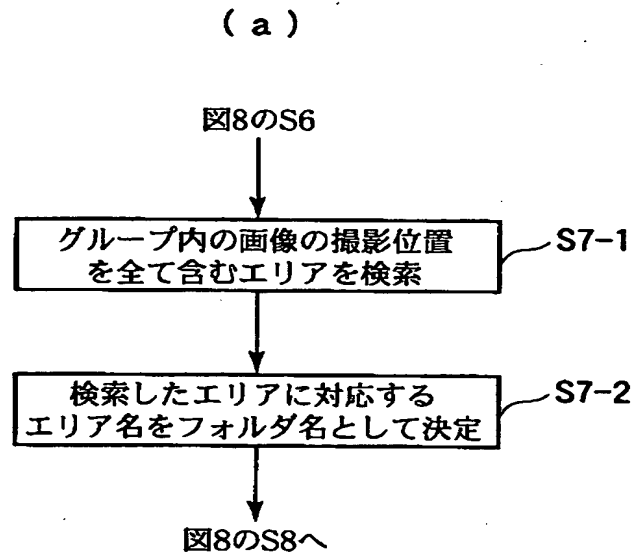 (a)
図8のS6
グループ内の画像の撮影位置
を全て含むエリアを検索
S7-1
検索したエリアに対応する
エリア名をフォルダ名として決定
S7-2
図8のS8へ